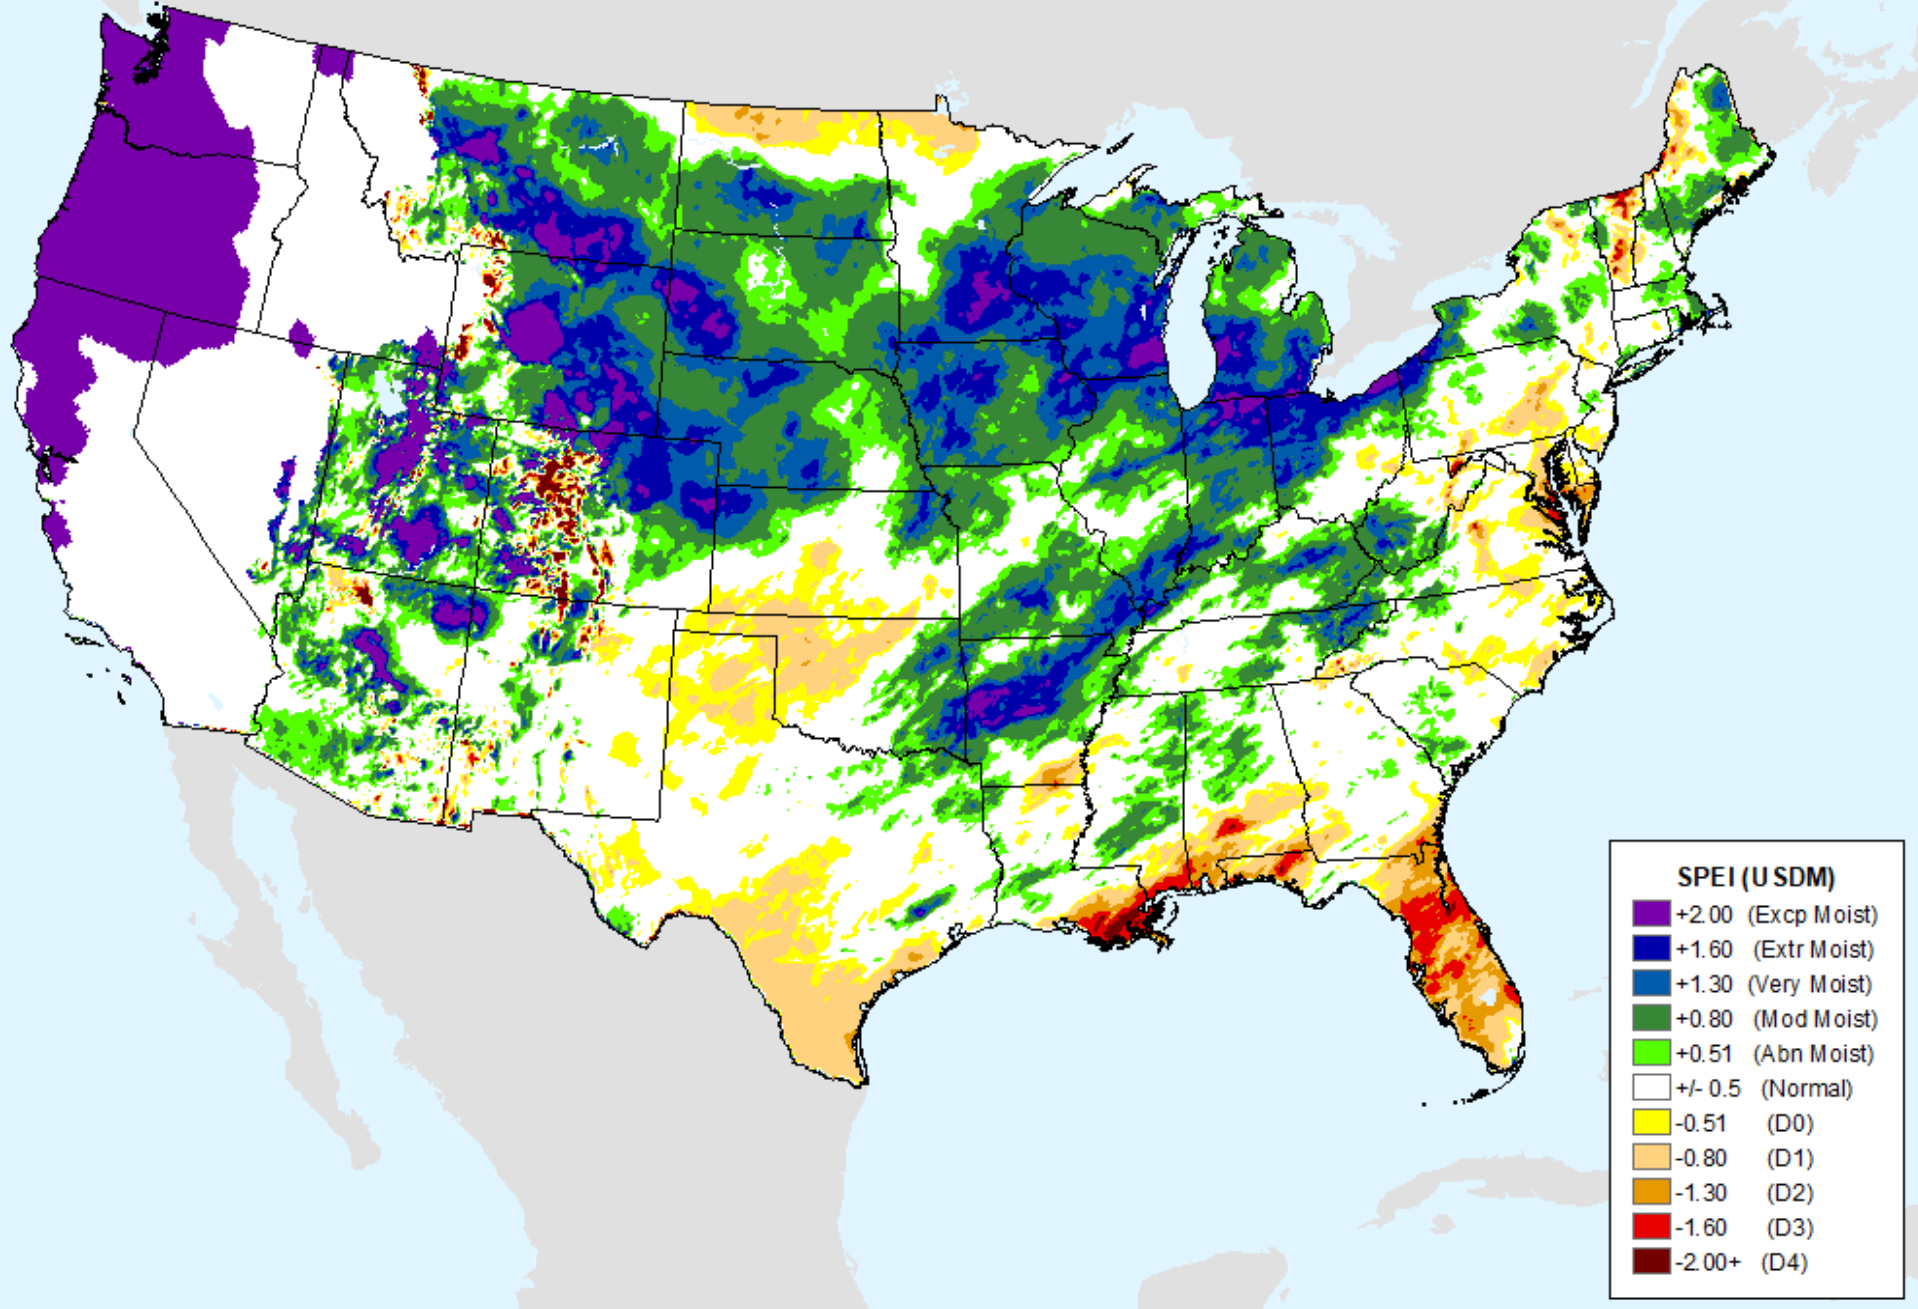 SPEI (USDM)
+2.00 (Excp Moist)
+1.60 (Extr Moist)
+1.30 (Very Moist)
+0.80 (Mod Moist)
+0.51 (Abn Moist)
+/- 0.5 (Normal)
-0.51 (D0)
-0.80 (D1)
-1.30 (D2)
-1.60 (D3)
-2.00+ (D4)